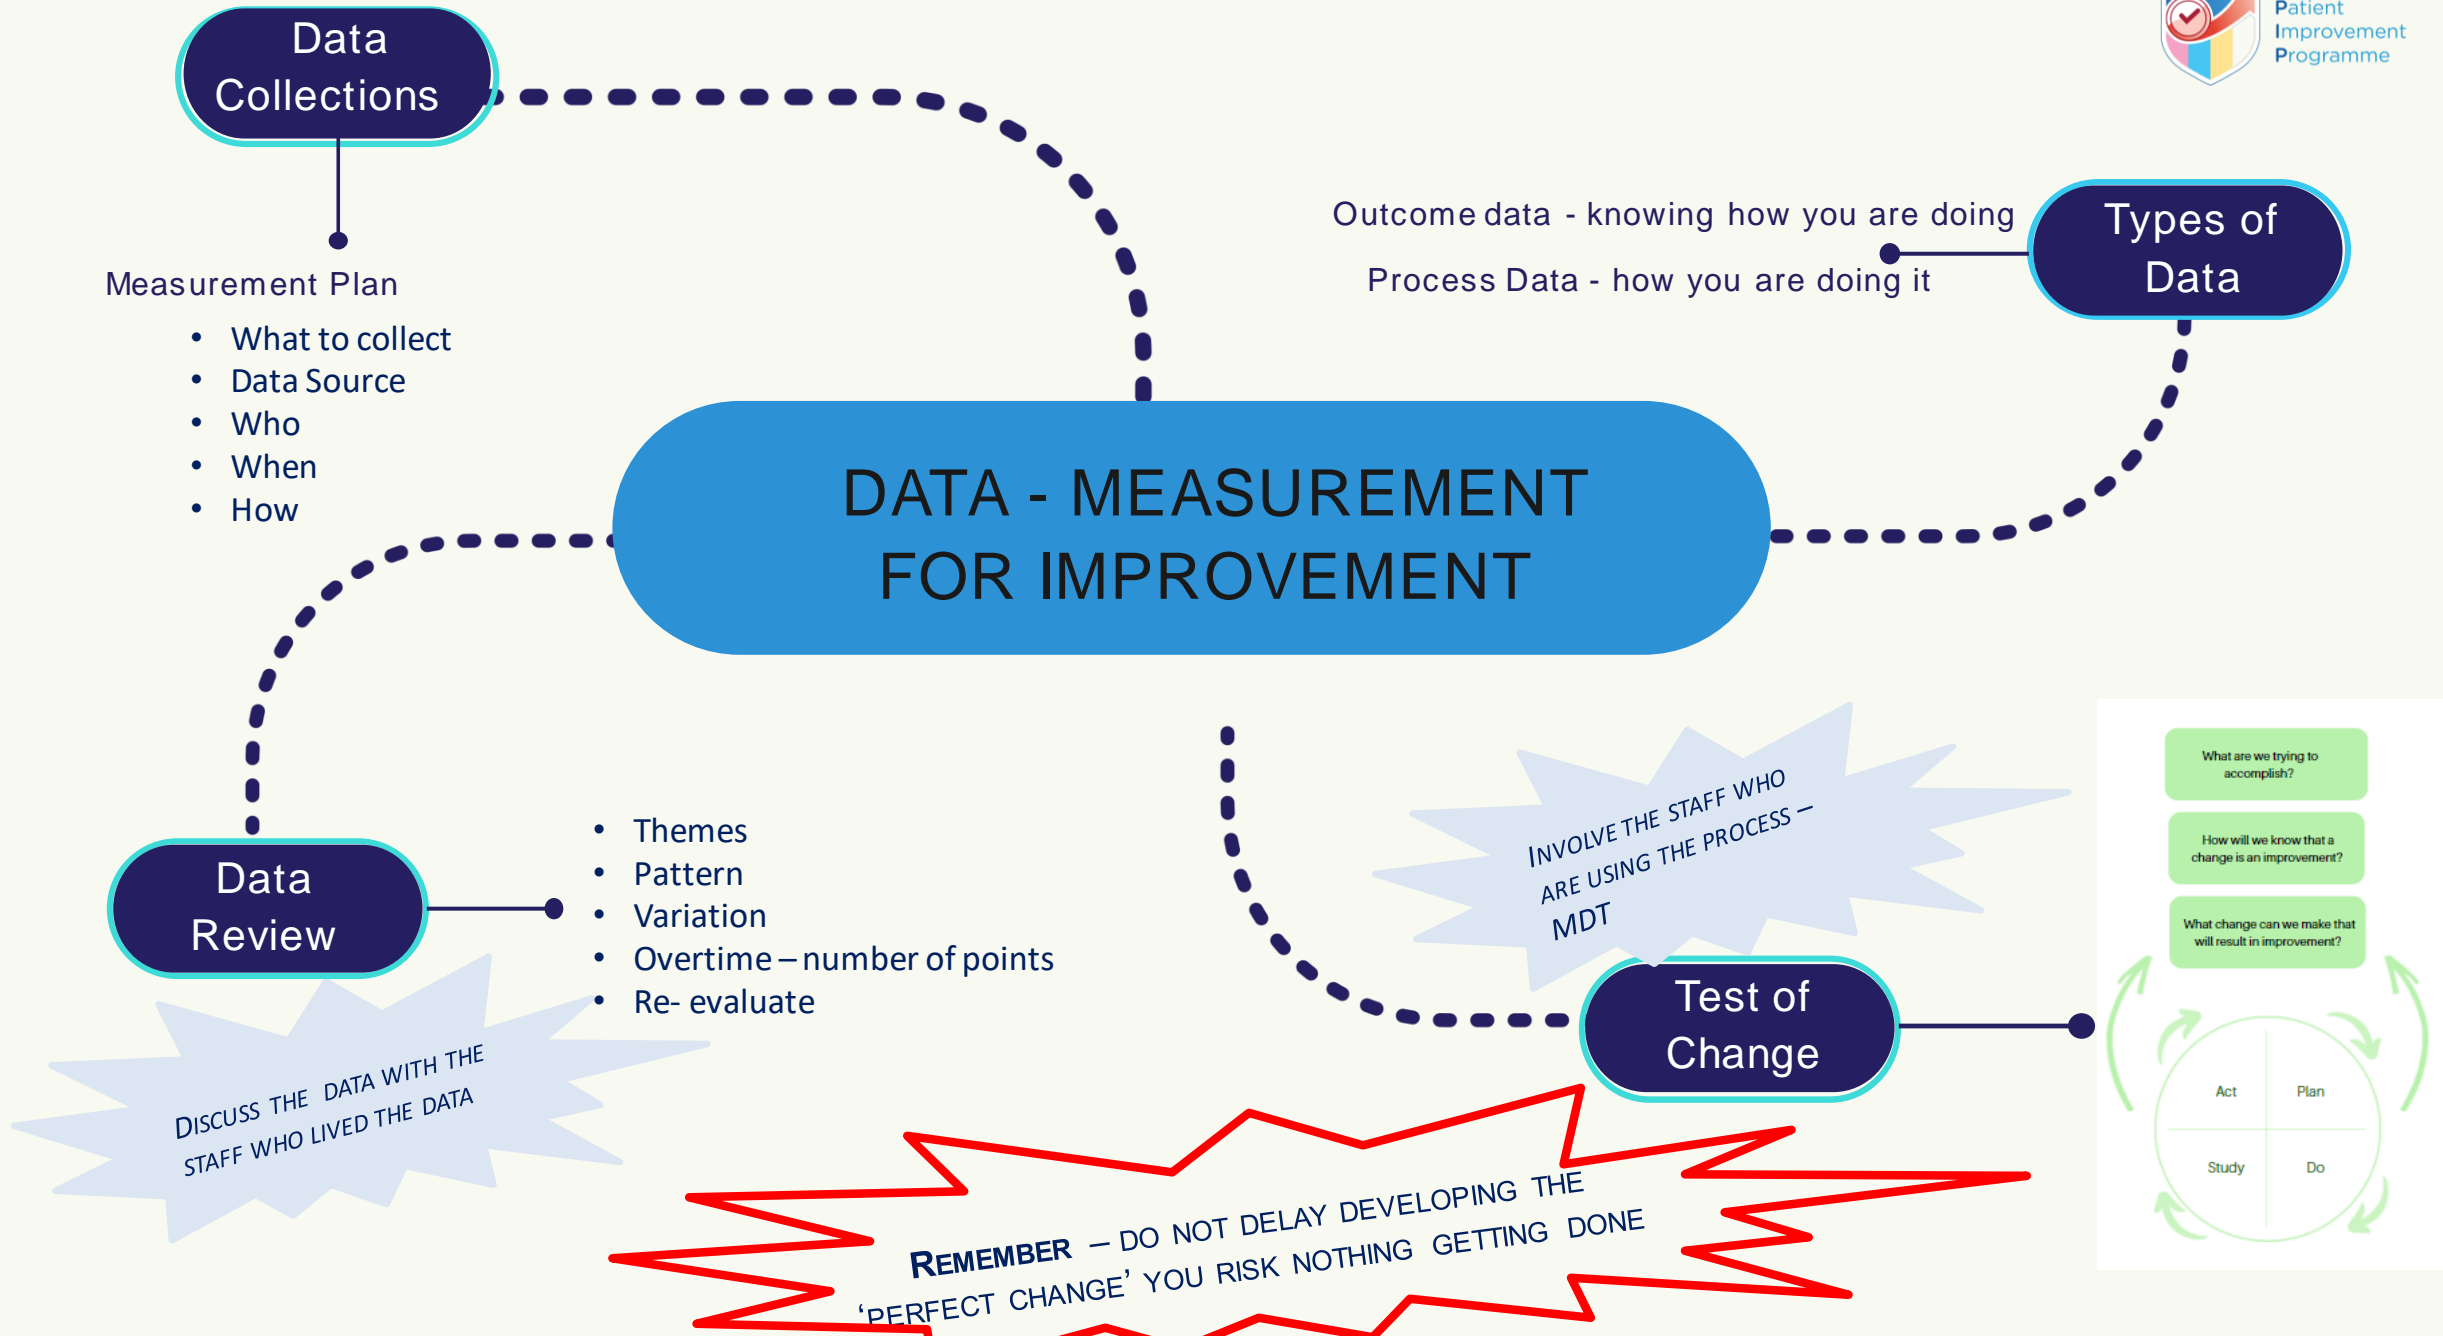 Data
Collections
Measurement Plan
• What to collect
• Data Source
• Who
• When
• How
Patient
Improvement
Programme
Outcome data - knowing how you are doing
Process Data - how you are doing it
Types of
Data
DATA - MEASUREMENT
FOR IMPROVEMENT
Data
Review
• Themes
• Pattern
• Variation
• Overtime – number of points
• Re- evaluate
DISCUSS THE DATA WITH THE
STAFF WHO LIVED THE DATA
INVOLVE THE STAFF WHO
ARE USING THE PROCESS –
MDT
Test of
Change
What are we trying to
accomplish?
How will we know that a
change is an improvement?
What change can we make that
will result in improvement?
Act
Plan
Study
Do
REMEMBER – DO NOT DELAY DEVELOPING THE
‘PERFECT CHANGE’ YOU RISK NOTHING GETTING DONE